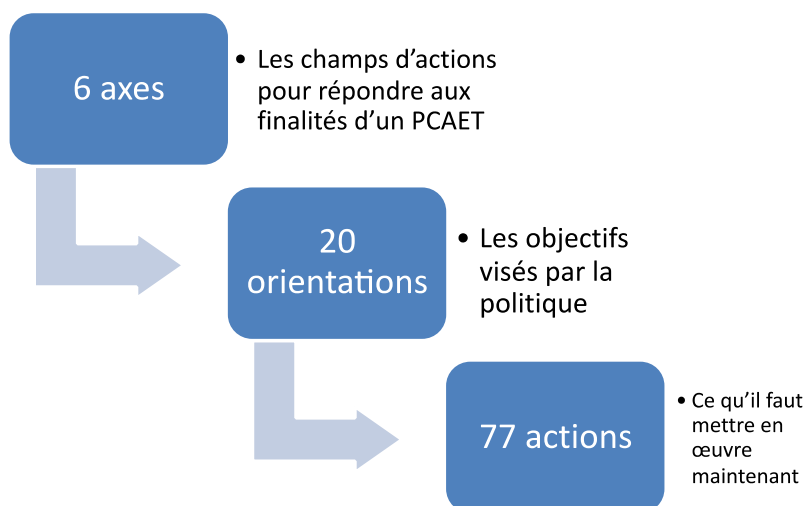 6 axes
• Les champs d’actions
pour répondre aux
finalités d’un PCAET
20
orientations
• Les objectifs
visés par la
politique
77 actions
• Ce qu’il faut
mettre en
œuvre
maintenant